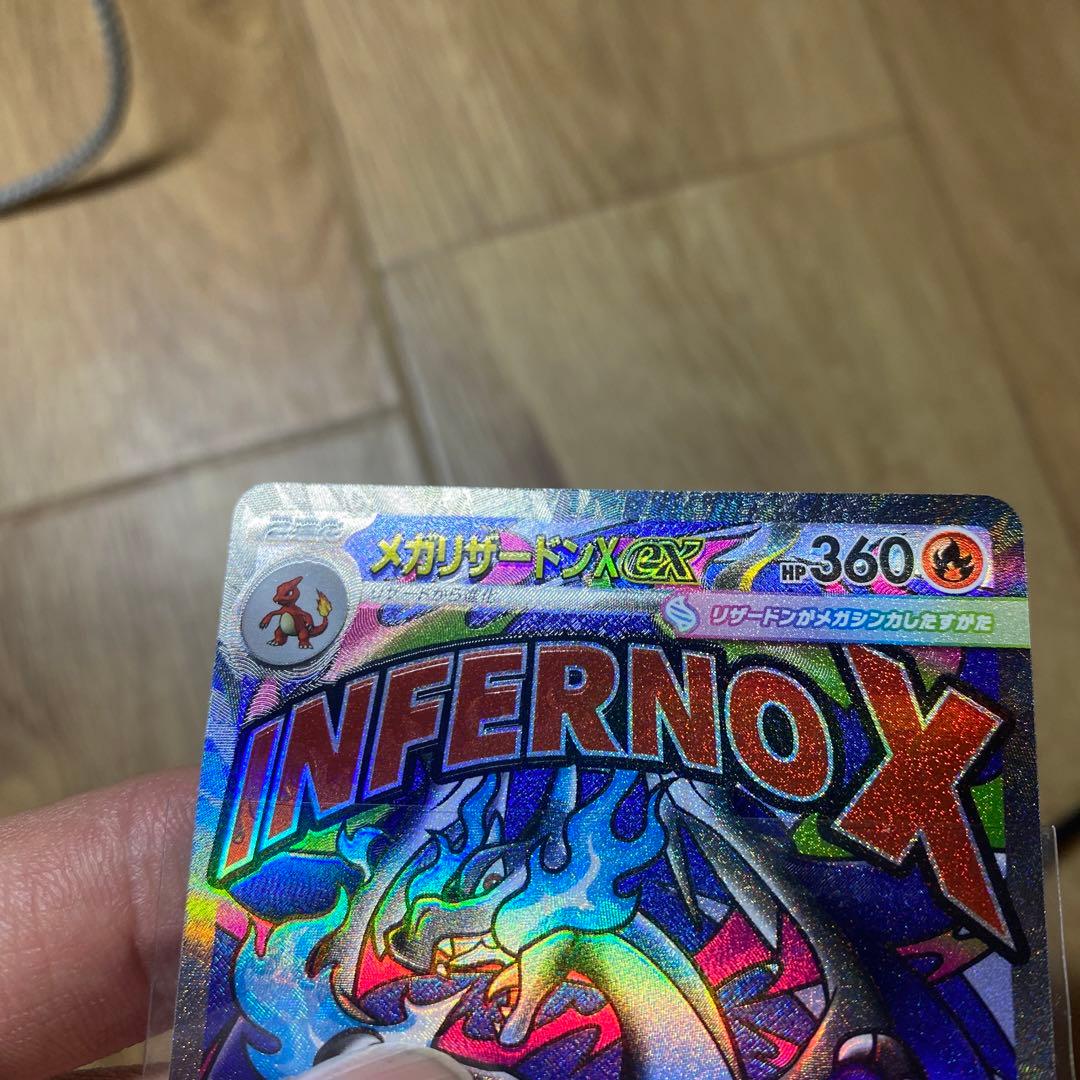 2進化
メガリザードンXex
HP360
リザードから進化
リザードンがメガシンカしたすがた
INFERNO X